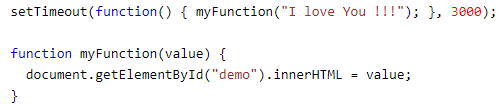 setTimeout(function() { myFunction("I love You !!!"); }, 3000);
function myFunction(value) {
  document.getElementById("demo").innerHTML = value;
}